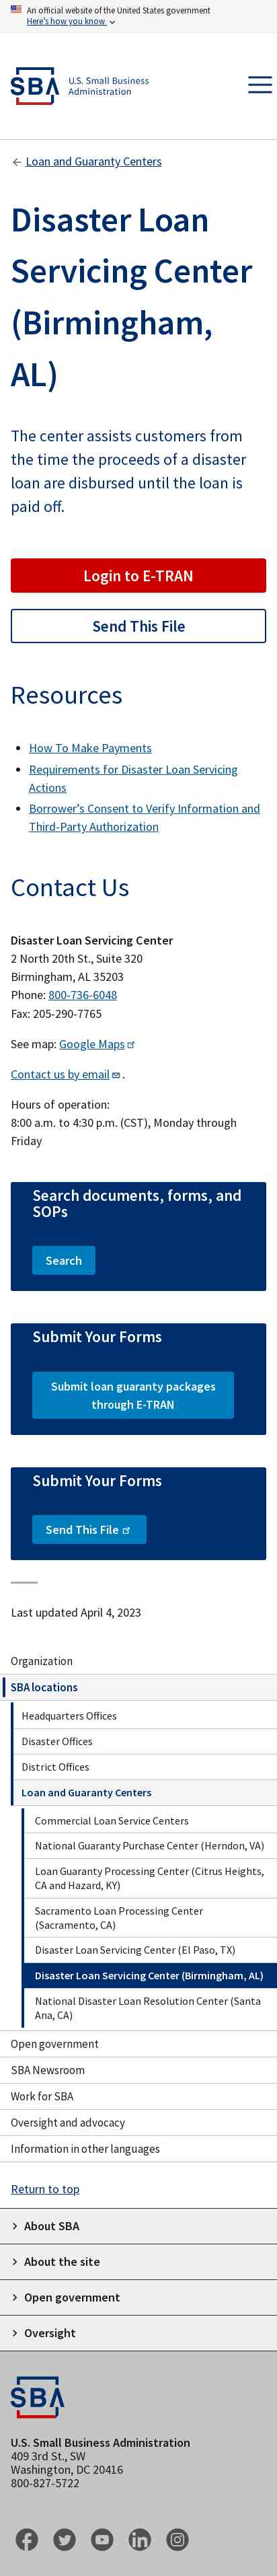 An official website of the United States government
Here's how you know
SBA
U.S. Small Business
Administration
Loan and Guaranty Centers
Disaster Loan
Servicing Center
(Birmingham,
AL)
The center assists customers from
the time the proceeds of a disaster
loan are disbursed until the loan is
paid off.
Login to E-TRAN
Send This File
Resources
How To Make Payments
Requirements for Disaster Loan Servicing
Actions
Borrower's Consent to Verify Information and
Third-Party Authorization
Contact Us
Disaster Loan Servicing Center
2 North 20th St., Suite 320
Birmingham, AL 35203
Phone: 800-736-6048
Fax: 205-290-7765
See map: Google Maps
Contact us by email .
Hours of operation:
8:00 a.m. to 4:30 p.m. (CST), Monday through
Friday
Search documents, forms, and
SOPs
Search
Submit Your Forms
Submit loan guaranty packages
through E-TRAN
Submit Your Forms
Send This File
Last updated April 4, 2023
Organization
SBA locations
Headquarters Offices
Disaster Offices
District Offices
Loan and Guaranty Centers
Commercial Loan Service Centers
National Guaranty Purchase Center (Herndon, VA)
Loan Guaranty Processing Center (Citrus Heights,
CA and Hazard, KY)
Sacramento Loan Processing Center
(Sacramento, CA)
Disaster Loan Servicing Center (El Paso, TX)
Disaster Loan Servicing Center (Birmingham, AL)
National Disaster Loan Resolution Center (Santa
Ana, CA)
Open government
SBA Newsroom
Work for SBA
Oversight and advocacy
Information in other languages
Return to top
About SBA
About the site
Open government
Oversight
SBA
U.S. Small Business Administration
409 3rd St., SW
Washington, DC 20416
800-827-5722